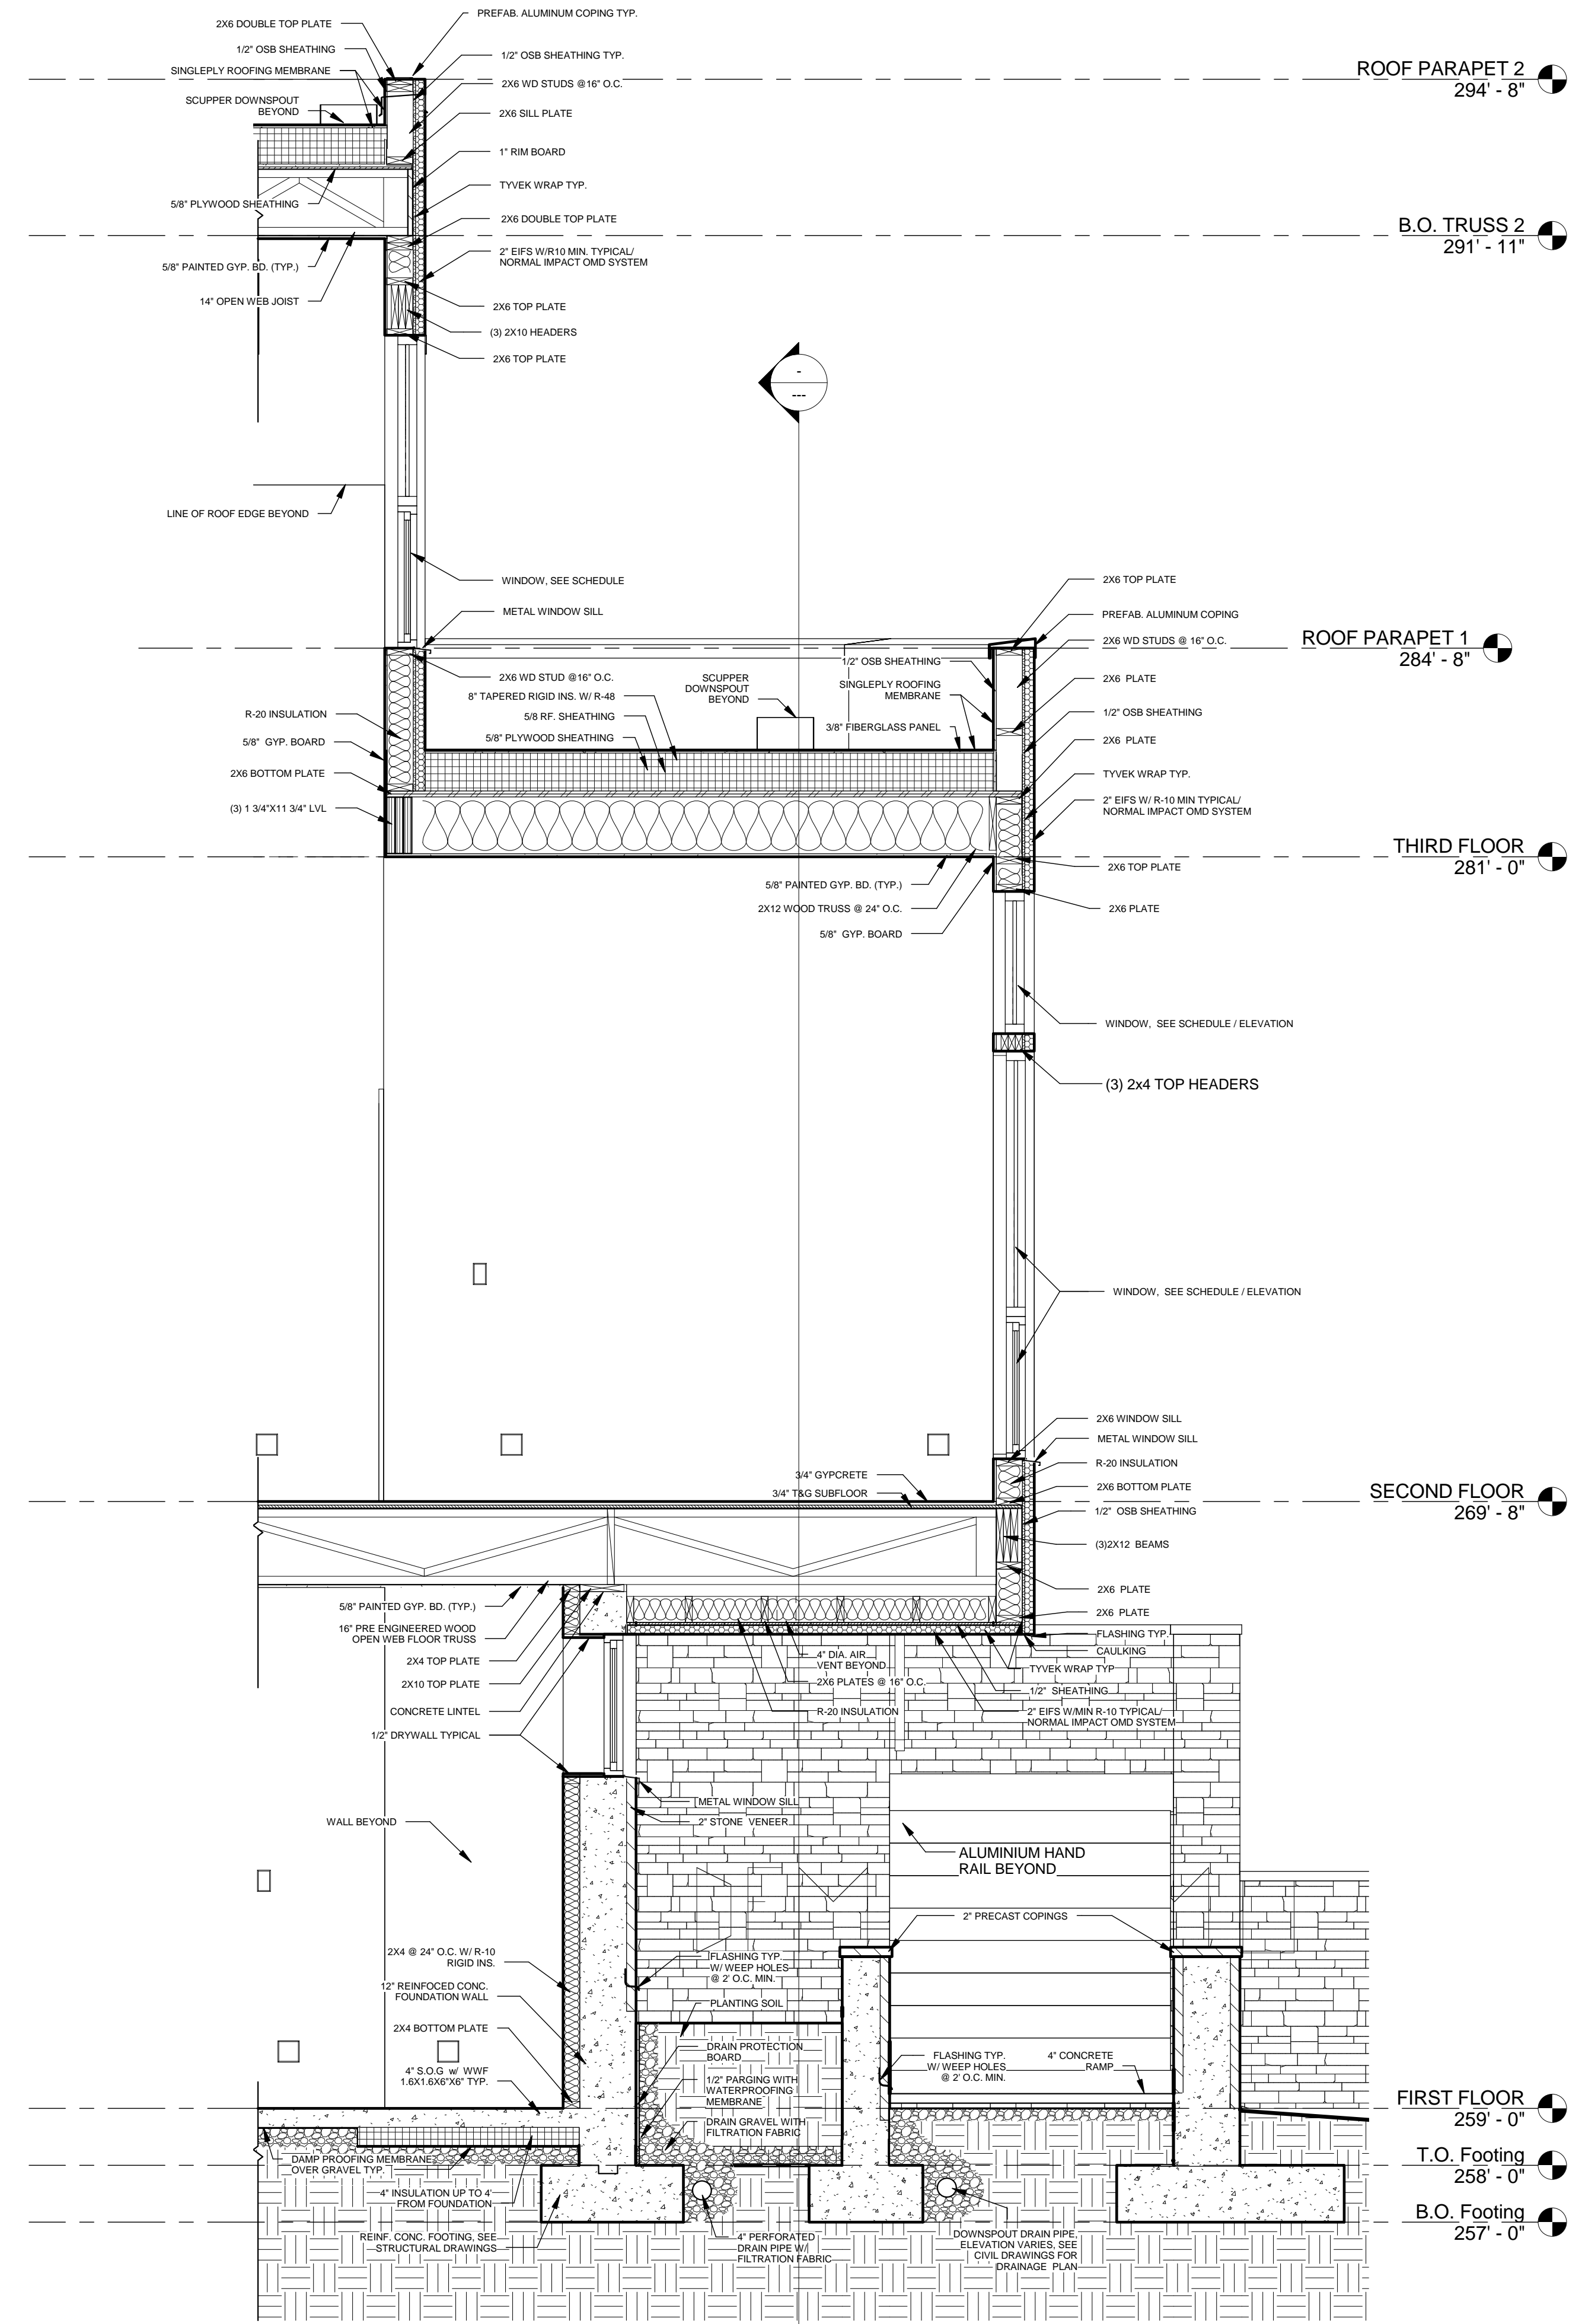 2X6 DOUBLE TOP PLATE
1/2" OSB SHEATHING
SINGLEPLY ROOFING MEMBRANE
SCUPPER DOWNSPOUT
BEYOND
5/8" PLYWOOD SHEATHING
5/8" PAINTED GYP. BD. (TYP.)
14" OPEN WEB JOIST
PREFAB. ALUMINUM COPING TYP.
1/2" OSB SHEATHING TYP.
2X6 WD STUDS @16" O.C.
2X6 SILL PLATE
1" RIM BOARD
TYVEK WRAP TYP.
2X6 DOUBLE TOP PLATE
2" EIFS W/R10 MIN. TYPICAL/
NORMAL IMPACT OMD SYSTEM
2X6 TOP PLATE
(3) 2X10 HEADERS
2X6 TOP PLATE
ROOF PARAPET 2
294' - 8"
B.O. TRUSS 2
291' - 11"
-
---
LINE OF ROOF EDGE BEYOND
WINDOW, SEE SCHEDULE
METAL WINDOW SILL
2X6 WD STUD @16" O.C.
8" TAPERED RIGID INS. W/ R-48
5/8 RF. SHEATHING
5/8" PLYWOOD SHEATHING
SCUPPER
DOWNSPOUT
BEYOND
1/2" OSB SHEATHING
SINGLEPLY ROOFING
MEMBRANE
3/8" FIBERGLASS PANEL
R-20 INSULATION
5/8"  GYP. BOARD
2X6 BOTTOM PLATE
(3) 1 3/4"X11 3/4" LVL
2X6 TOP PLATE
PREFAB. ALUMINUM COPING
2X6 WD STUDS @ 16" O.C.
2X6  PLATE
1/2" OSB SHEATHING
2X6  PLATE
TYVEK WRAP TYP.
2" EIFS W/ R-10 MIN TYPICAL/
NORMAL IMPACT OMD SYSTEM
2X6 TOP PLATE
2X6 PLATE
ROOF PARAPET 1
284' - 8"
THIRD FLOOR
281' - 0"
5/8" PAINTED GYP. BD. (TYP.)
2X12 WOOD TRUSS @ 24" O.C.
5/8"  GYP. BOARD
WINDOW,  SEE SCHEDULE / ELEVATION
(3) 2x4 TOP HEADERS
WINDOW,  SEE SCHEDULE / ELEVATION
2X6 WINDOW SILL
METAL WINDOW SILL
R-20 INSULATION
2X6 BOTTOM PLATE
1/2"  OSB SHEATHING
(3)2X12  BEAMS
2X6  PLATE
2X6  PLATE
FLASHING TYP.
CAULKING
TYVEK WRAP TYP
1/2"  SHEATHING
2" EIFS W/MIN R-10 TYPICAL/
NORMAL IMPACT OMD SYSTEM
3/4" GYPCRETE
3/4" T&G SUBFLOOR
SECOND FLOOR
269' - 8"
5/8" PAINTED GYP. BD. (TYP.)
16" PRE ENGINEERED WOOD
OPEN WEB FLOOR TRUSS
2X4 TOP PLATE
2X10 TOP PLATE
CONCRETE LINTEL
1/2" DRYWALL TYPICAL
4" DIA. AIR
VENT BEYOND
2X6 PLATES @ 16" O.C.
R-20 INSULATION
METAL WINDOW SILL
2" STONE  VENEER
WALL BEYOND
ALUMINIUM HAND
RAIL BEYOND
2" PRECAST COPINGS
2X4 @ 24" O.C. W/ R-10
RIGID INS.
12" REINFOCED CONC.
FOUNDATION WALL
2X4 BOTTOM PLATE
4" S.O.G  w/  WWF
1.6X1.6X6"X6" TYP.
FLASHING TYP.
W/ WEEP HOLES
@ 2' O.C. MIN.
PLANTING SOIL
DRAIN PROTECTION
BOARD
1/2" PARGING WITH
WATERPROOFING
MEMBRANE
DRAIN GRAVEL WITH
FILTRATION FABRIC
FLASHING TYP.
W/ WEEP HOLES
@ 2' O.C. MIN.
4" CONCRETE
RAMP
DAMP PROOFING MEMBRANE
OVER GRAVEL TYP.
4" INSULATION UP TO 4'
FROM FOUNDATION
REINF. CONC. FOOTING, SEE
STRUCTURAL DRAWINGS
4" PERFORATED
DRAIN PIPE W/
FILTRATION FABRIC
DOWNSPOUT DRAIN PIPE,
ELEVATION VARIES, SEE
CIVIL DRAWINGS FOR
DRAINAGE  PLAN
FIRST FLOOR
259' - 0"
T.O. Footing
258' - 0"
B.O. Footing
257' - 0"